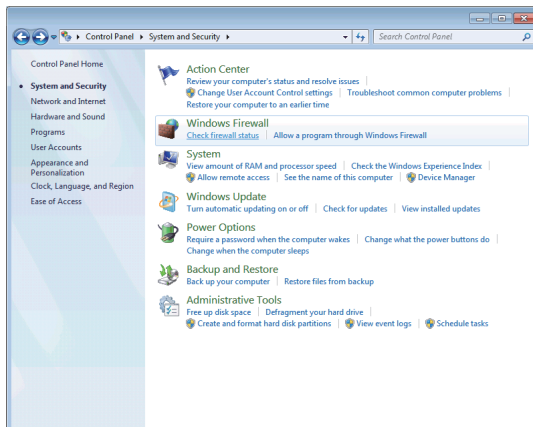 Control Panel ▸ System and Security ▸
Search Control Panel
Control Panel Home
System and Security
Network and Internet
Hardware and Sound
Programs
User Accounts
Appearance and
Personalization
Clock, Language, and Region
Ease of Access
Action Center
Review your computer's status and resolve issues
Change User Account Control settings | Troubleshoot common computer problems
Restore your computer to an earlier time
Windows Firewall
Check firewall status | Allow a program through Windows Firewall
System
View amount of RAM and processor speed | Check the Windows Experience Index
Allow remote access | See the name of this computer | Device Manager
Windows Update
Turn automatic updating on or off | Check for updates | View installed updates
Power Options
Require a password when the computer wakes | Change what the power buttons do
Change when the computer sleeps
Backup and Restore
Back up your computer | Restore files from backup
Administrative Tools
Free up disk space | Defragment your hard drive
Create and format hard disk partitions | View event logs | Schedule tasks